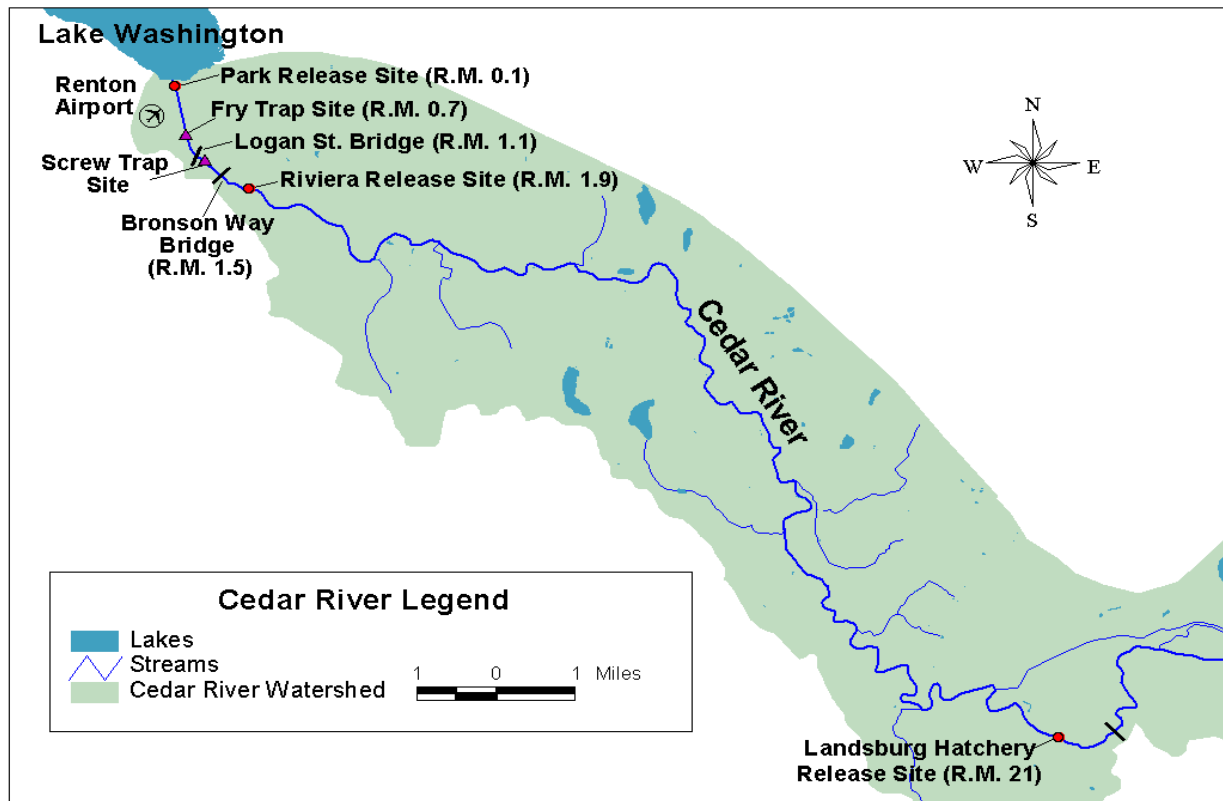 Lake Washington
Renton
Airport
Park Release Site (R.M. 0.1)
Fry Trap Site (R.M. 0.7)
Logan St. Bridge (R.M. 1.1)
Screw Trap
Site
Riviera Release Site (R.M. 1.9)
Bronson Way
Bridge
(R.M. 1.5)
N
W
E
S
Cedar River
Cedar River Legend
Lakes
Streams
Cedar River Watershed
1 0 1 Miles
Landsburg Hatchery
Release Site (R.M. 21)